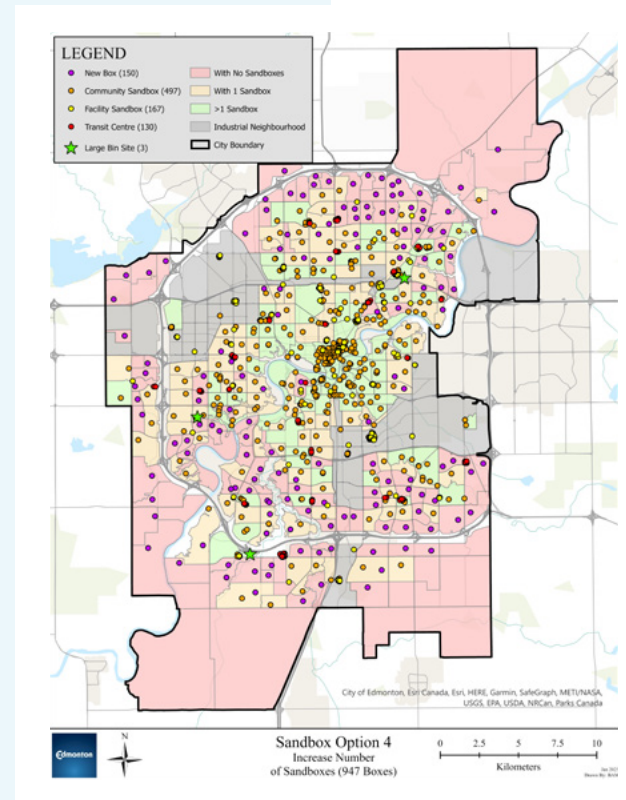 LEGEND
New Box (150)
Community Sandbox (497)
Facility Sandbox (167)
Transit Centre (130)
Large Bin Site (3)
With No Sandboxes
With 1 Sandbox
>1 Sandbox
Industrial Neighbourhood
City Boundary
City of Edmonton, Esri Canada, Esri, HERE, Garmin, SafeGraph, METI/NASA,
USGS, EPA, USDA, NRCan, Parks Canada
Edmonton
N
Sandbox Option 4
Increase Number
of Sandboxes (947 Boxes)
0 2.5 5 7.5 10
Kilometers